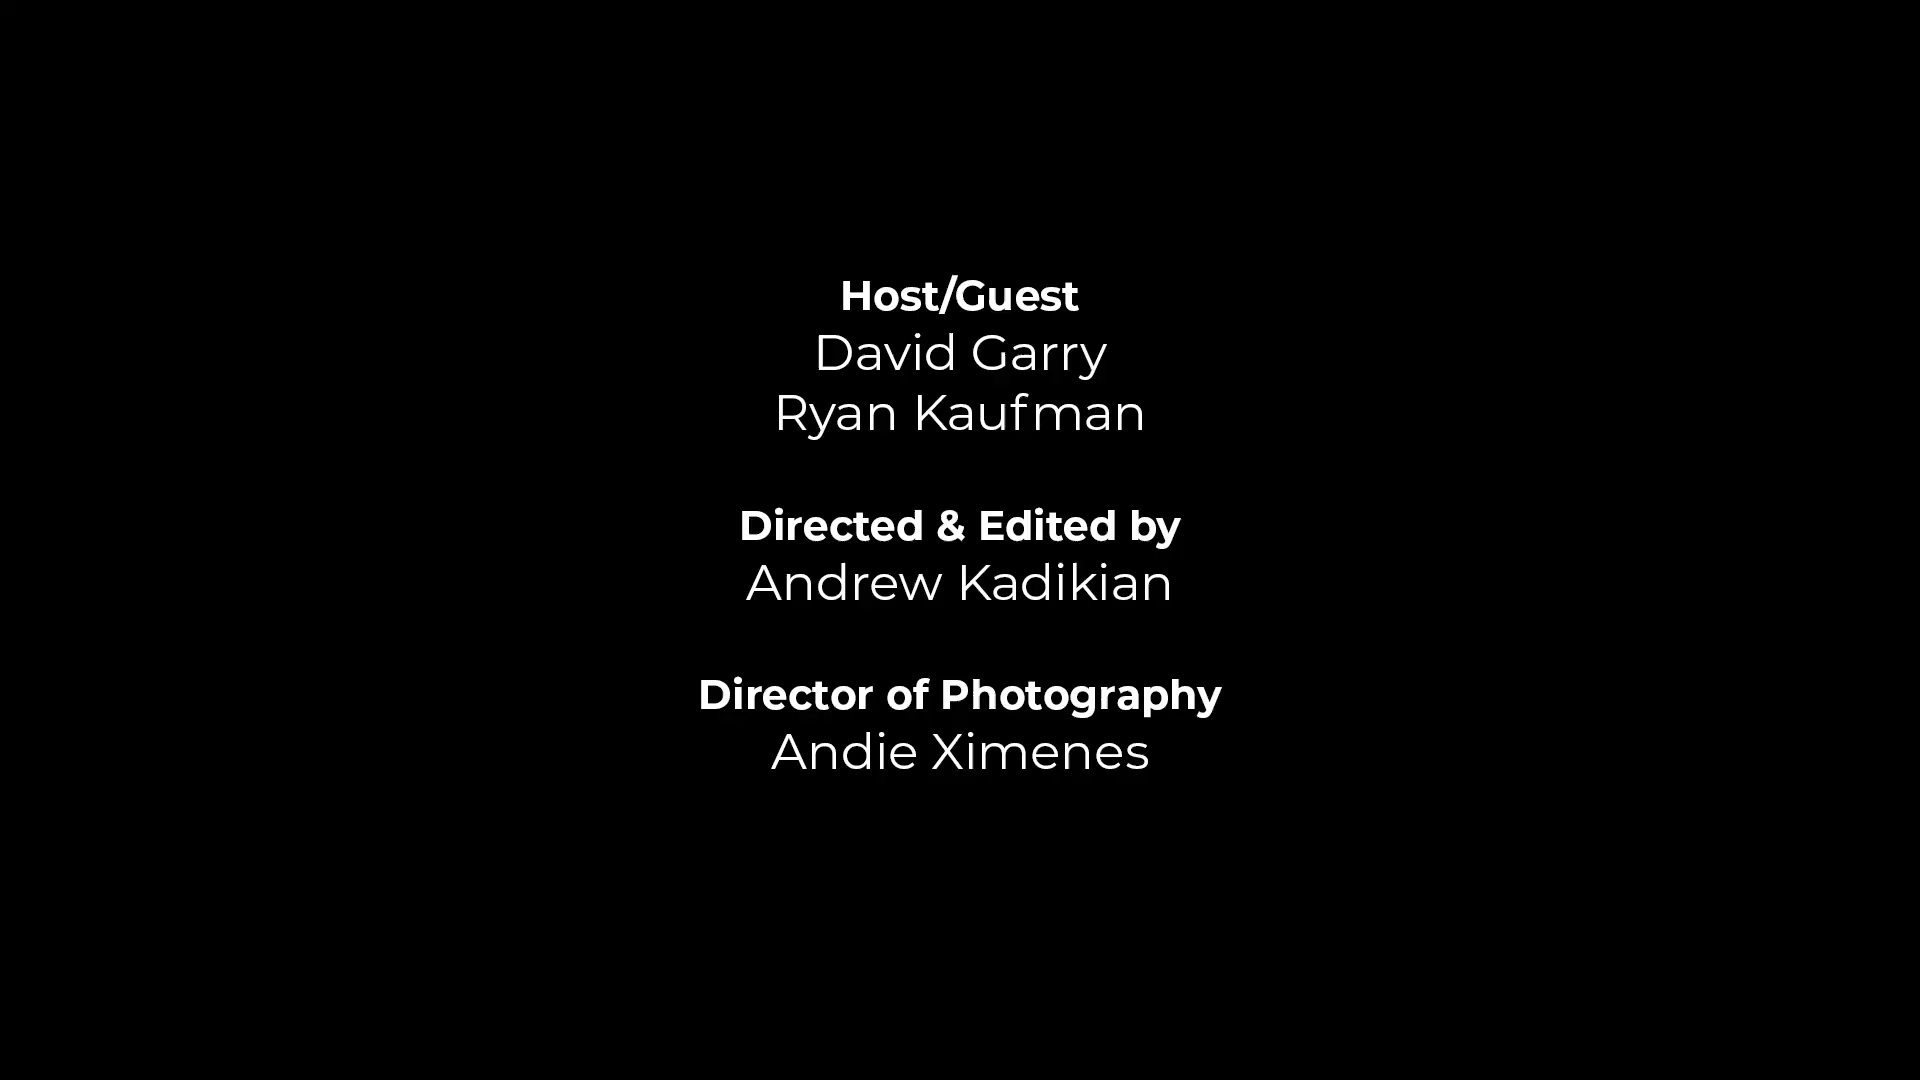 Host/Guest
David Garry
Ryan Kaufman
Directed & Edited by
Andrew Kadikian
Director of Photography
Andie Ximenes